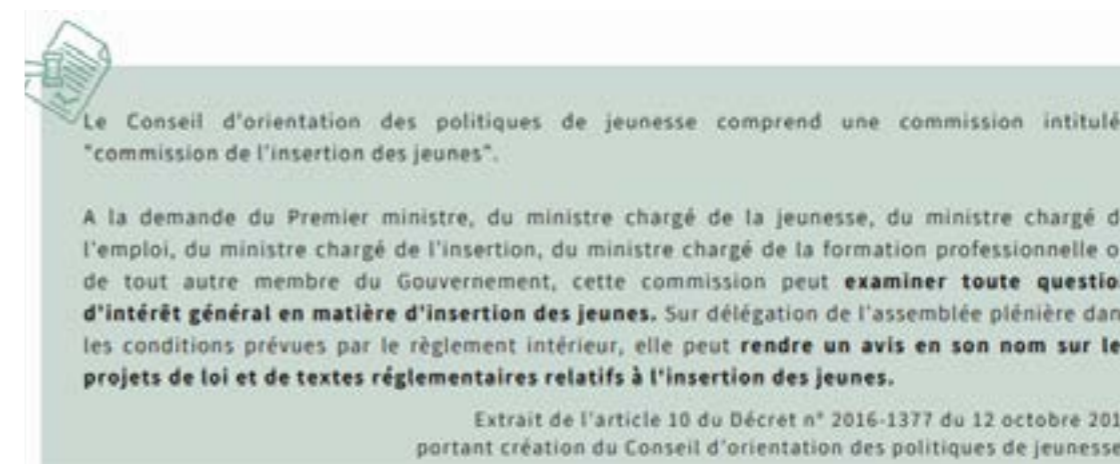 Le Conseil d'orientation des politiques de jeunesse comprend une commission intitulé
"commission de l'insertion des jeunes".
A la demande du Premier ministre, du ministre chargé de la jeunesse, du ministre chargé d
l'emploi, du ministre chargé de l'insertion, du ministre chargé de la formation professionnelle o
de tout autre membre du Gouvernement, cette commission peut examiner toute questio
d'intérêt général en matière d'insertion des jeunes. Sur délégation de l'assemblée plénière dan
les conditions prévues par le règlement intérieur, elle peut rendre un avis en son nom sur le
projets de loi et de textes réglementaires relatifs à l'insertion des jeunes.
Extrait de l'article 10 du Décret n° 2016-1377 du 12 octobre 201
portant création du Conseil d'orientation des politiques de jeunesse